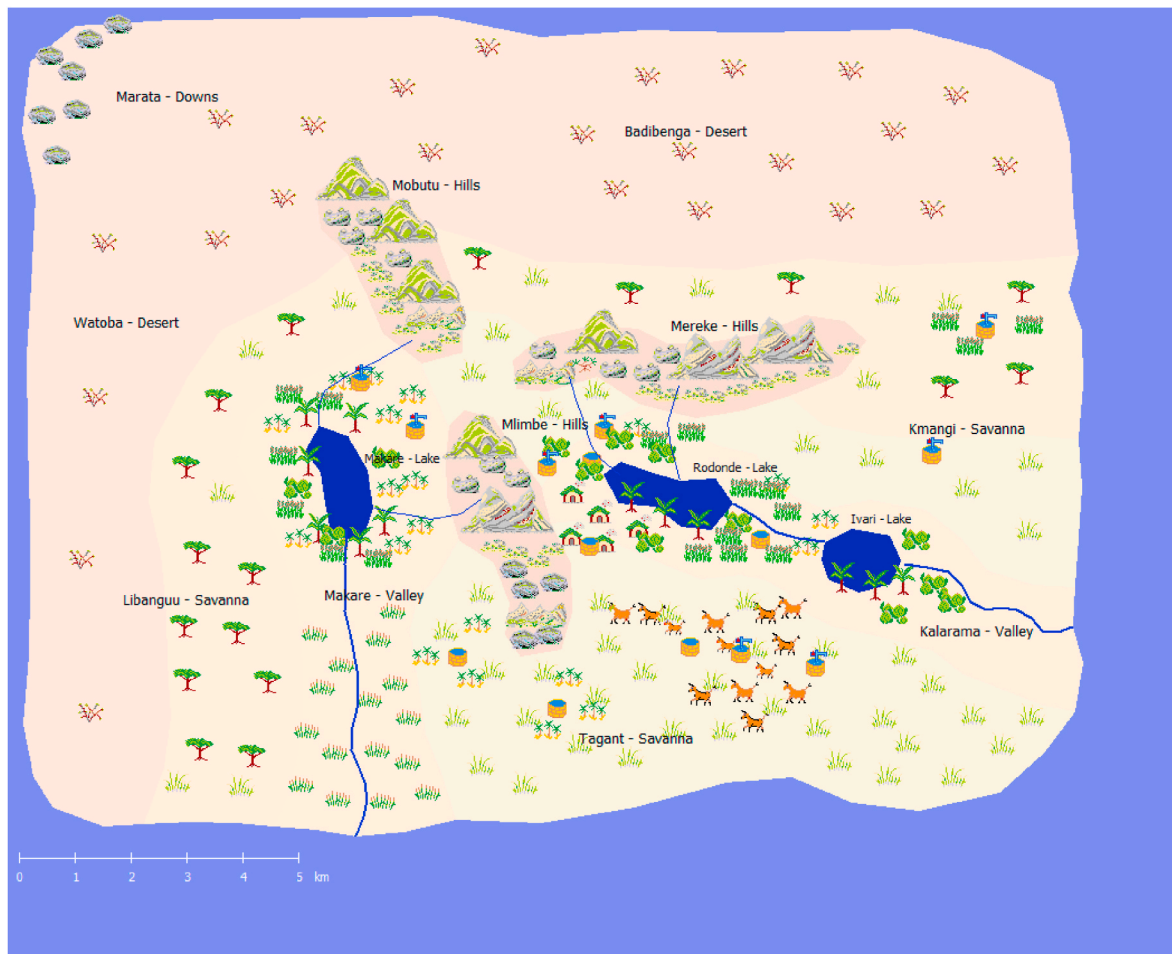 Marata - Downs
Badibenga - Desert
Mobutu - Hills
Watoba - Desert
Mereke - Hills
Mlimbe - Hills
Kmangi - Savanna
Makare - Lake
Rodonde - Lake
Ivari - Lake
Libanguu - Savanna
Makare - Valley
Kalarama - Valley
Tagant - Savanna
0 1 2 3 4 5 km